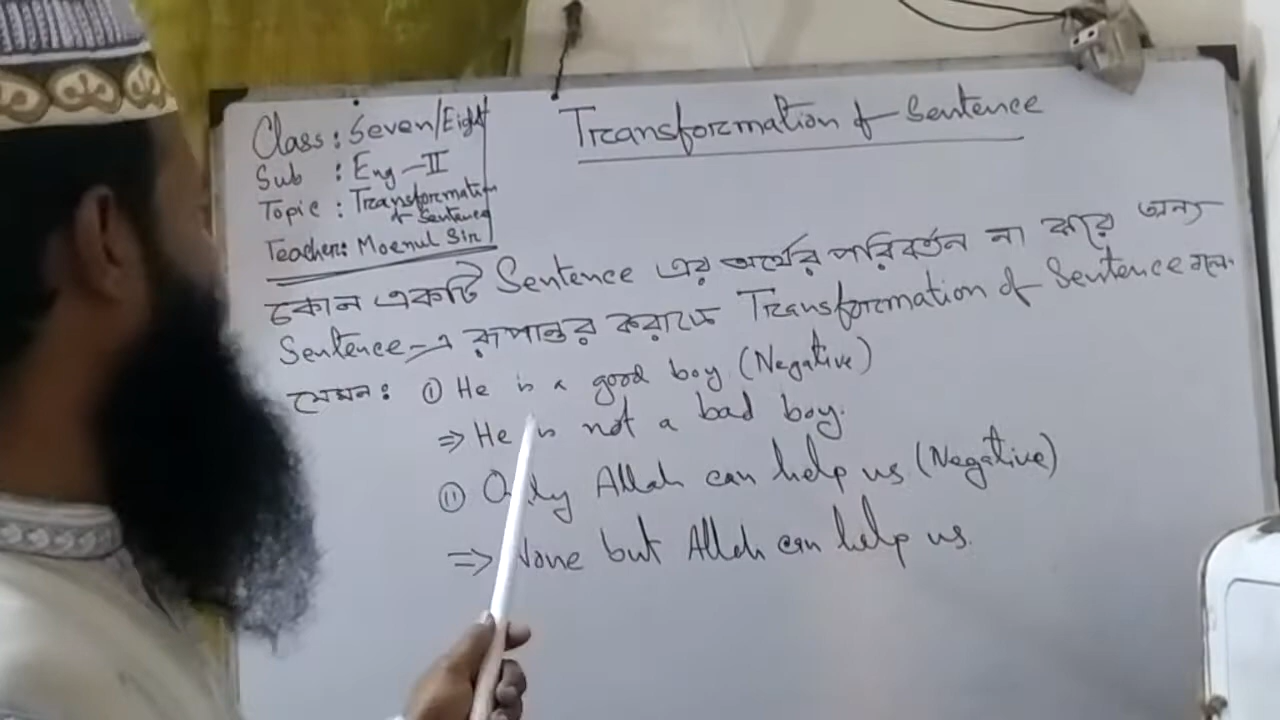 Class : Seven/Eight
Sub : Eng-II
Topic : Transformation
of Sentence
Teacher: Moenul Sir
Transformation of Sentence
কোন একটি Sentence এর অর্থের পরিবর্তন না করে অন্য
Sentence-এ রূপান্তর করাকে Transformation of Sentence বলে।
যেমন: (i) He is a good boy (Negative)
⇒ He is not a bad boy.
(ii) Only Allah can help us (Negative)
⇒ None but Allah can help us.